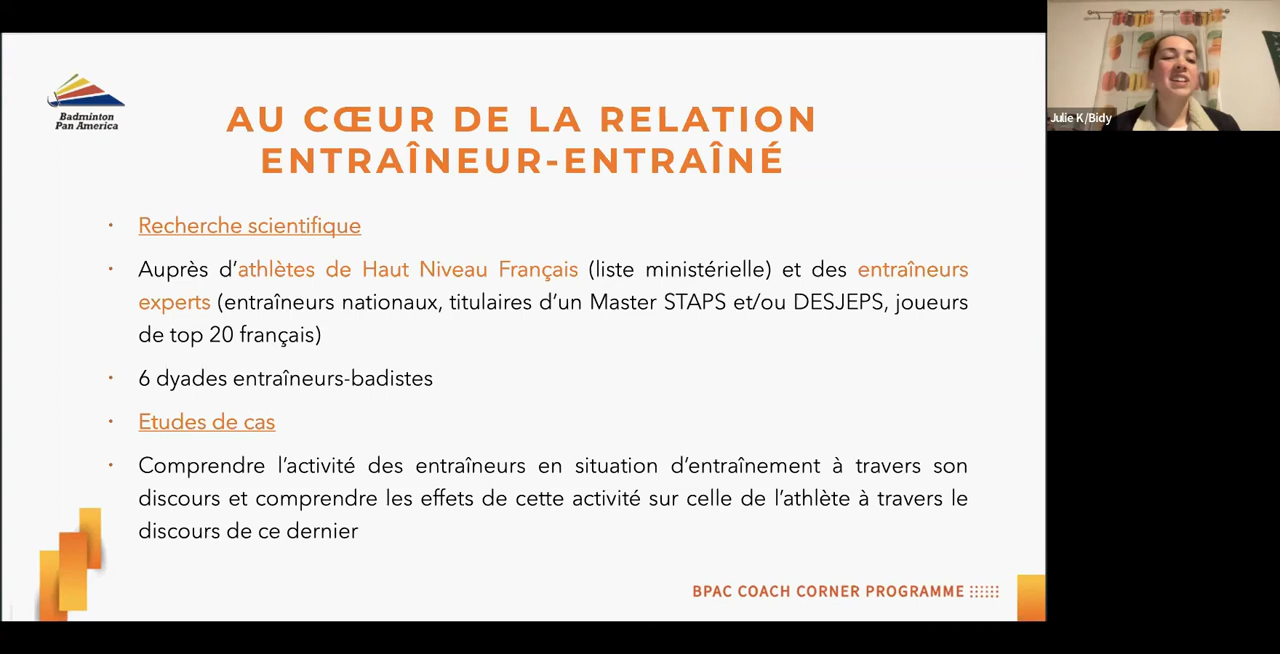 Badminton
Pan America
AU CŒUR DE LA RELATION
ENTRAÎNEUR-ENTRAÎNÉ
· Recherche scientifique
· Auprès d’athlètes de Haut Niveau Français (liste ministérielle) et des entraîneurs
experts (entraîneurs nationaux, titulaires d’un Master STAPS et/ou DESJEPS, joueurs
de top 20 français)
· 6 dyades entraîneurs-badistes
· Etudes de cas
· Comprendre l’activité des entraîneurs en situation d’entraînement à travers son
discours et comprendre les effets de cette activité sur celle de l’athlète à travers le
discours de ce dernier
BPAC COACH CORNER PROGRAMME
Julie K/Bidy